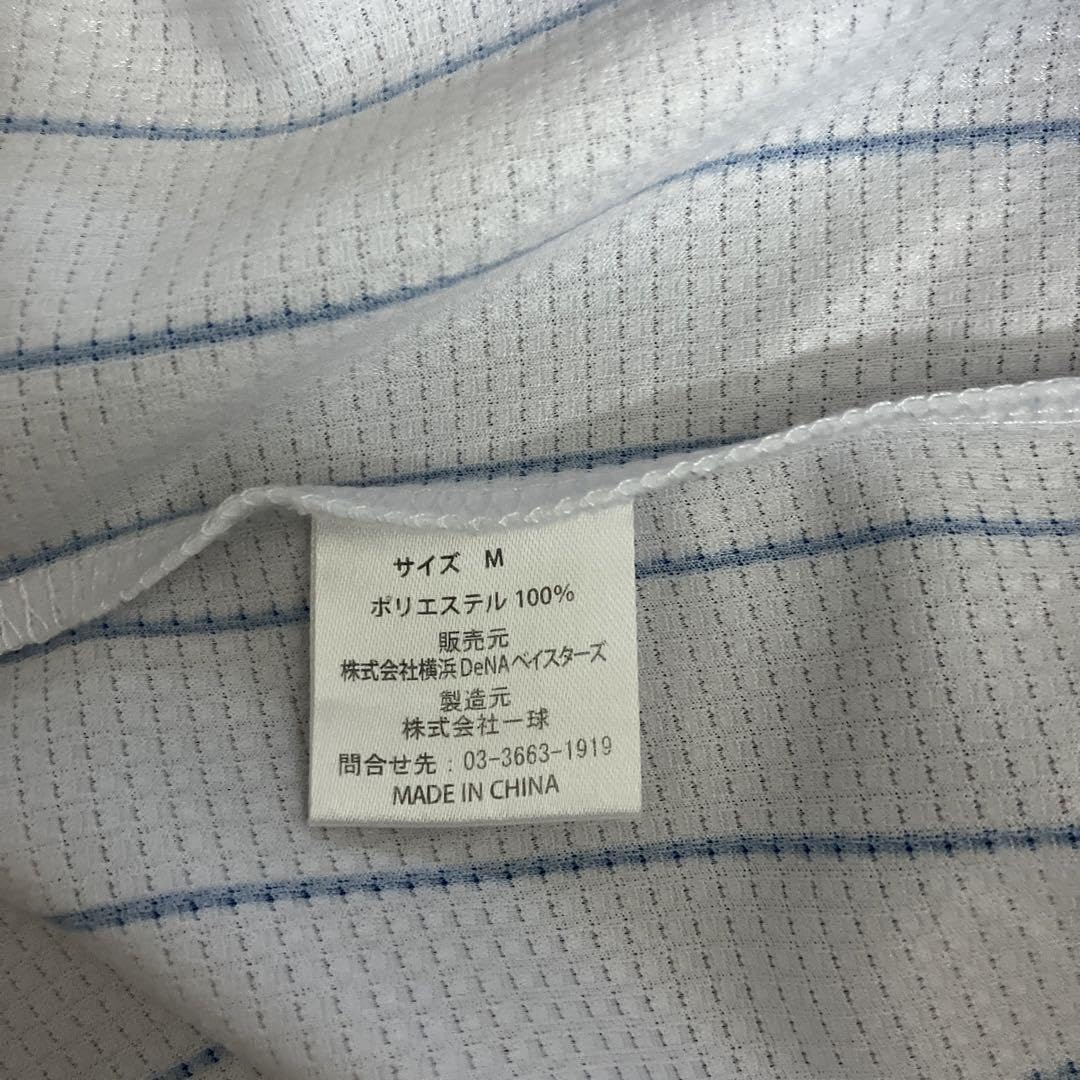 サイズ M
ポリエステル 100%
販売元
株式会社横浜DeNAベイスターズ
製造元
株式会社一球
問合せ先：03-3663-1919
MADE IN CHINA